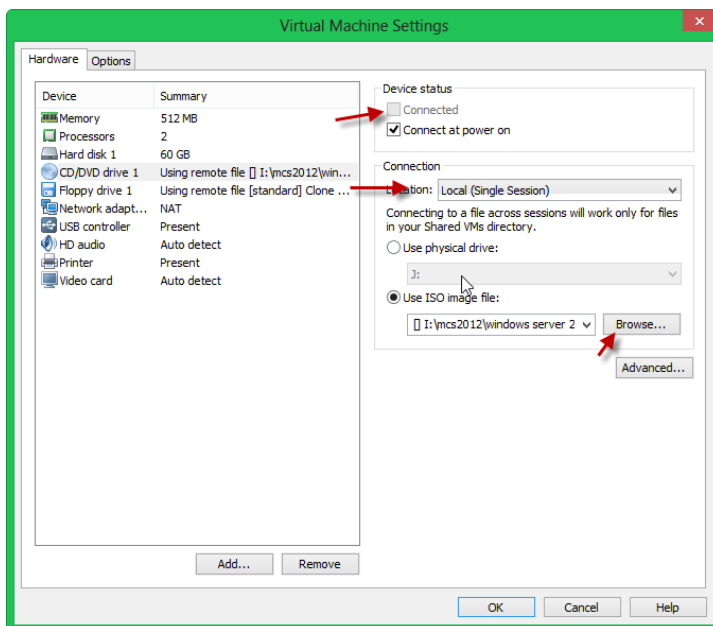 Virtual Machine Settings
Hardware Options
Device Summary
Memory 512 MB
Processors 2
Hard disk 1 60 GB
CD/DVD drive 1 Using remote file [] I:\mcs2012\win...
Floppy drive 1 Using remote file [standard] Clone ...
Network adapt... NAT
USB controller Present
HD audio Auto detect
Printer Present
Video card Auto detect
Add... Remove
Device status
Connected
Connect at power on
Connection
Location: Local (Single Session)
Connecting to a file across sessions will work only for files
in your Shared VMs directory.
Use physical drive:
J:
Use ISO image file:
[] I:\mcs2012\windows server 2 Browse...
Advanced...
OK Cancel Help